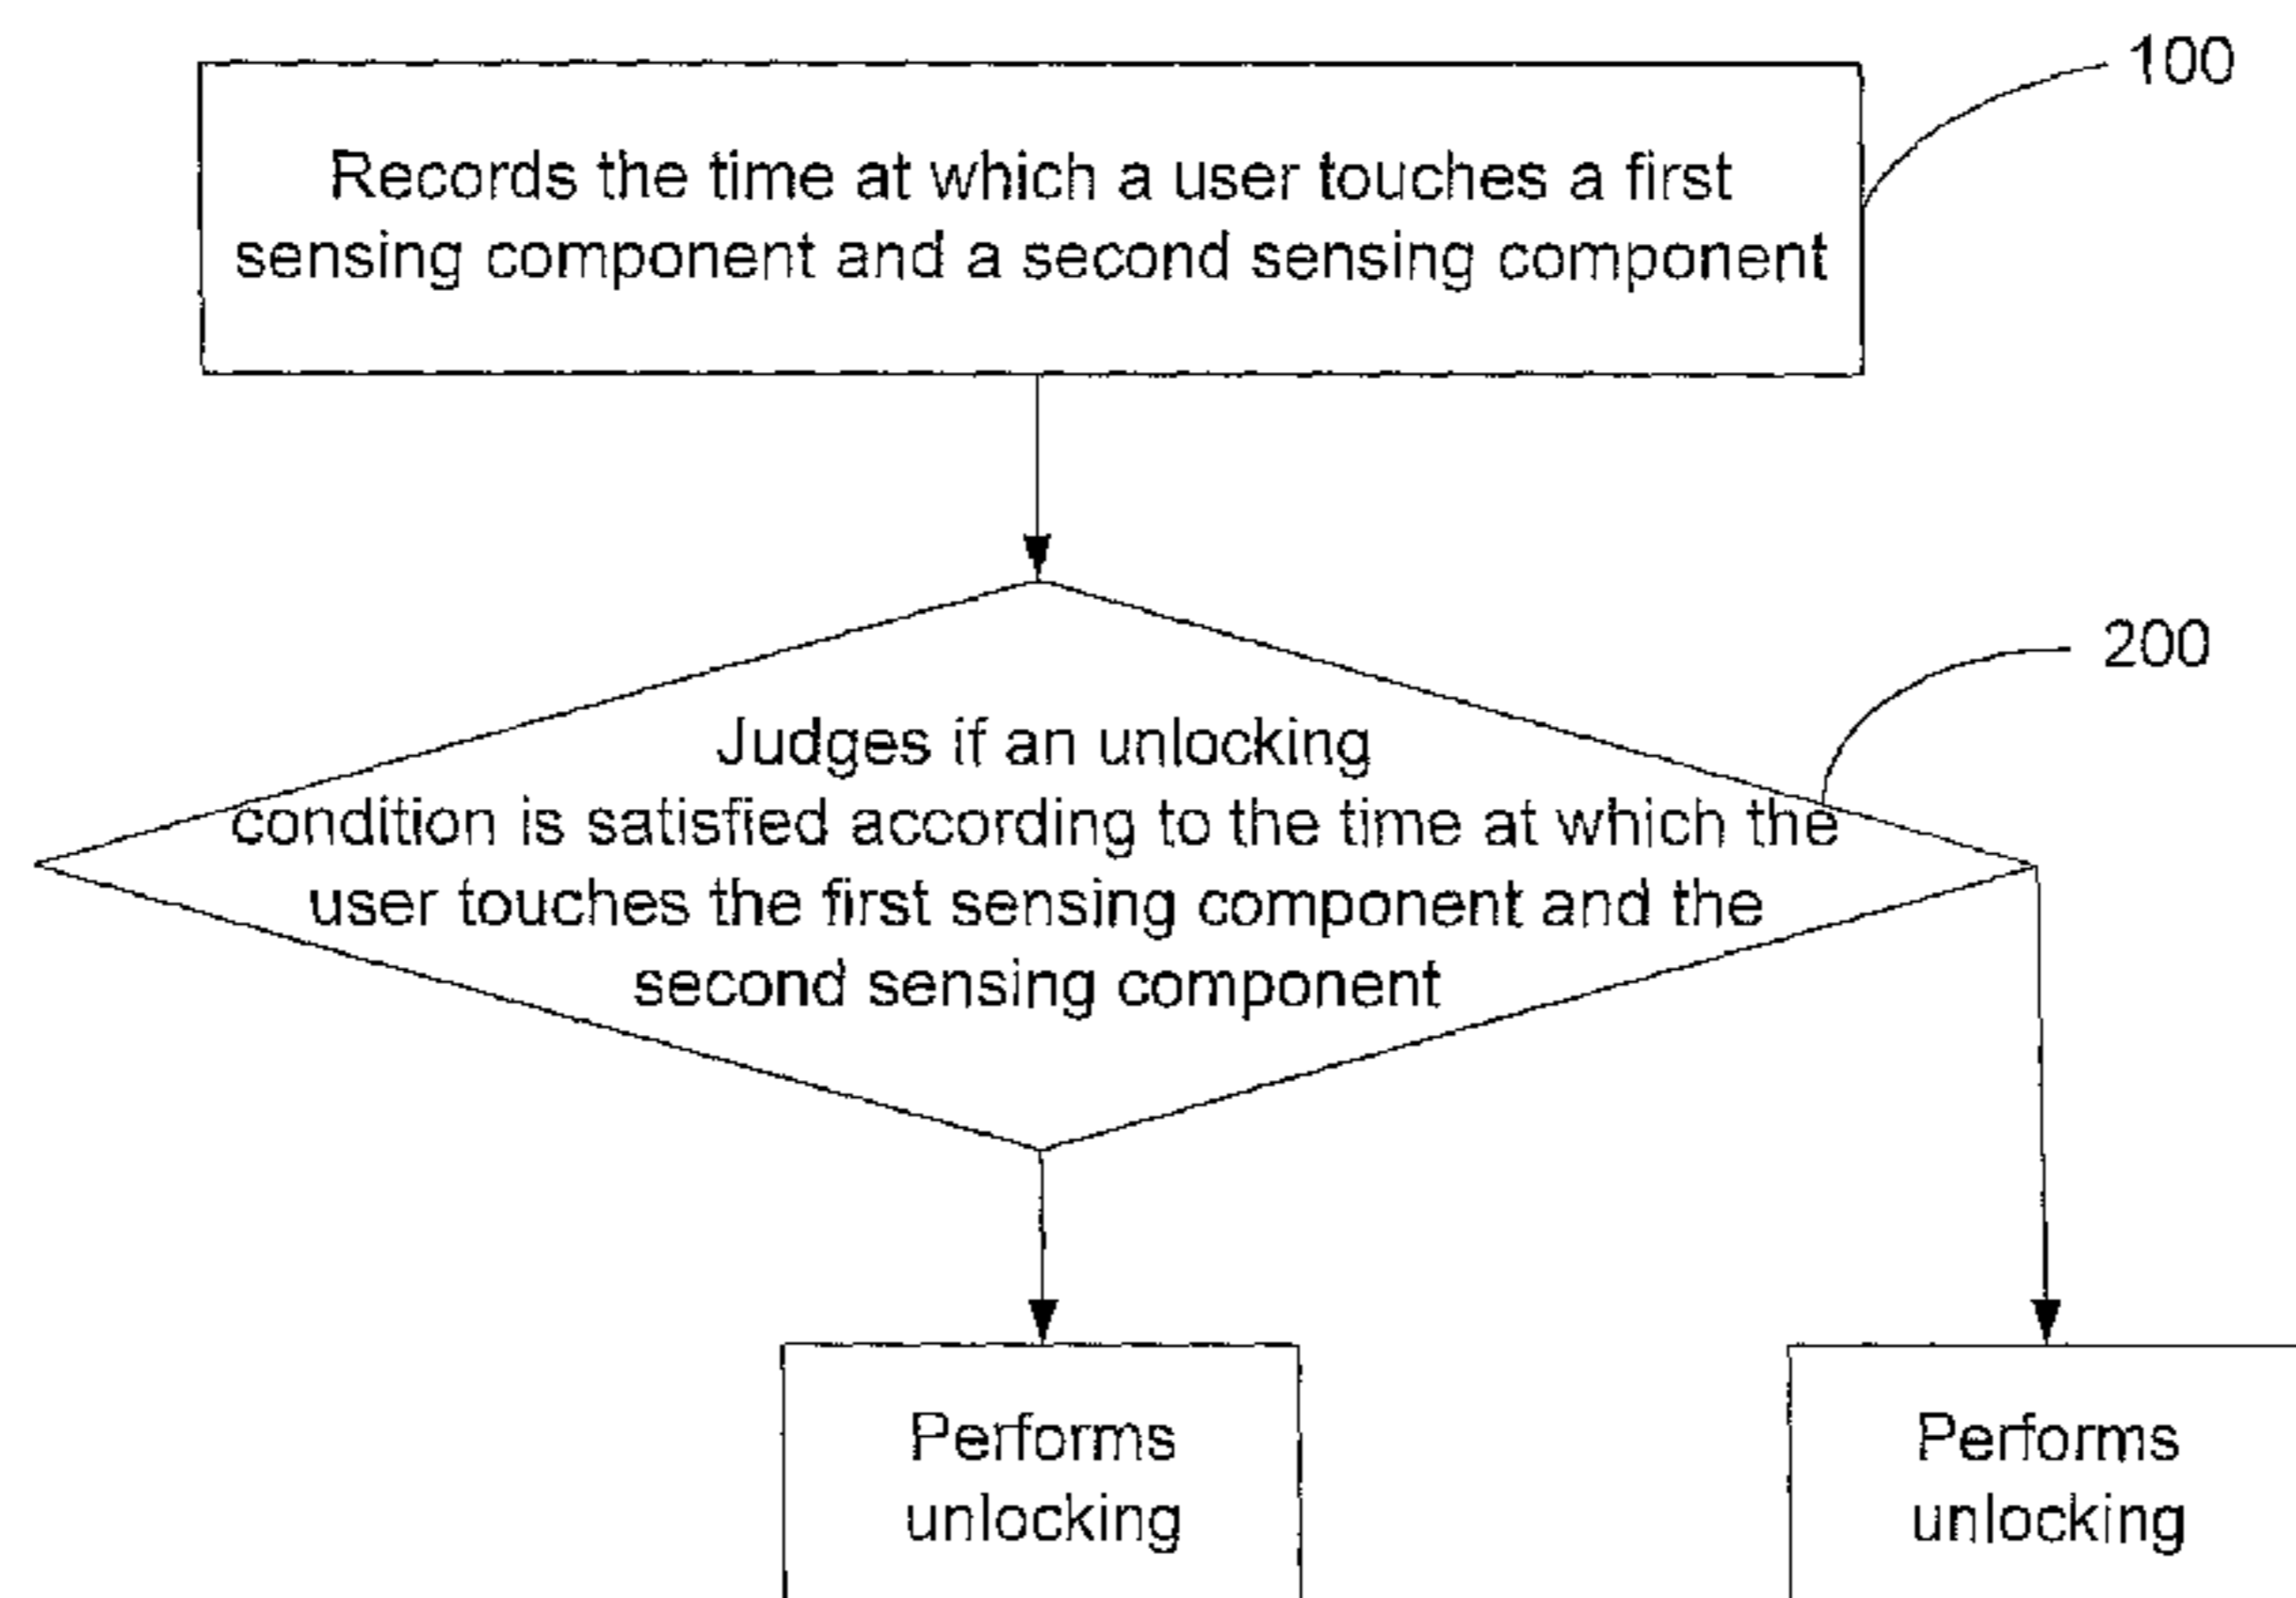 100
Records the time at which a user touches a first
sensing component and a second sensing component
200
Judges if an unlocking
condition is satisfied according to the time at which the
user touches the first sensing component and the
second sensing component
Performs
unlocking
Performs
unlocking